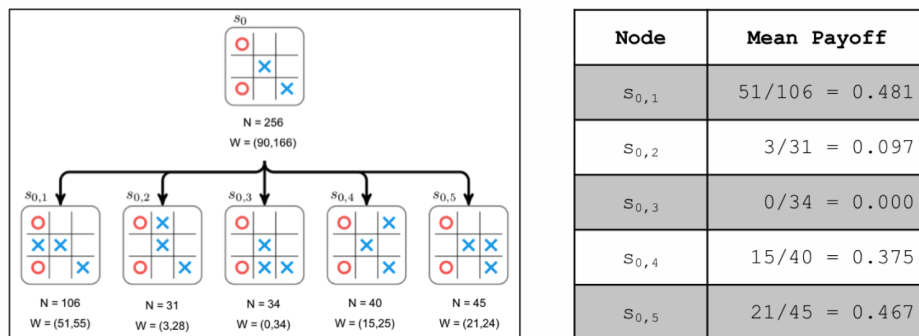 s₀
N = 256
W = (90,166)
s₀,₁ s₀,₂ s₀,₃ s₀,₄ s₀,₅
N = 106 N = 31 N = 34 N = 40 N = 45
W = (51,55) W = (3,28) W = (0,34) W = (15,25) W = (21,24)
Node Mean Payoff
s₀,₁ 51/106 = 0.481
s₀,₂ 3/31 = 0.097
s₀,₃ 0/34 = 0.000
s₀,₄ 15/40 = 0.375
s₀,₅ 21/45 = 0.467